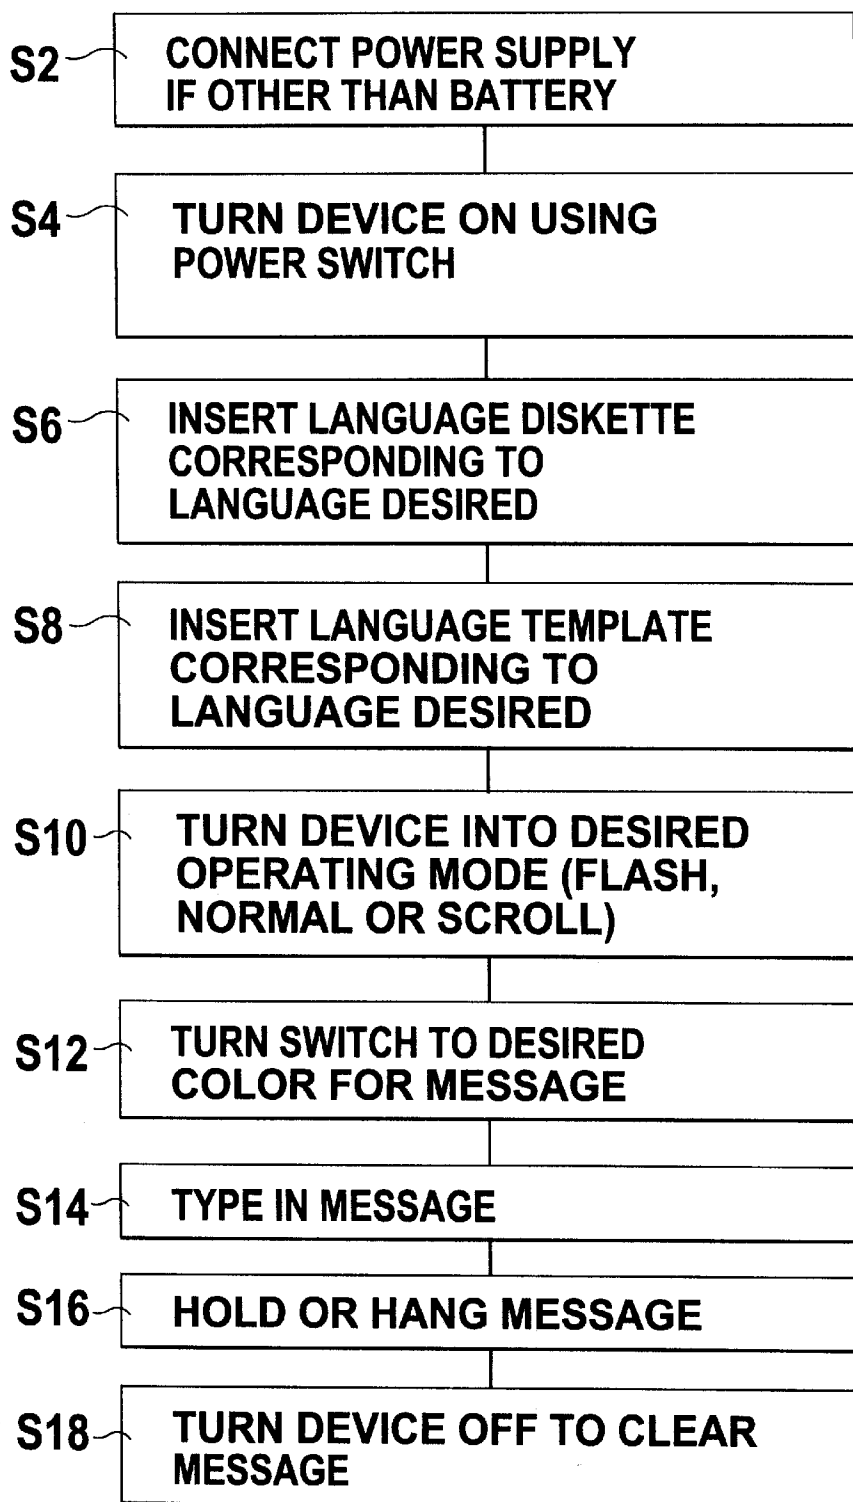 S2
CONNECT POWER SUPPLY
IF OTHER THAN BATTERY
S4
TURN DEVICE ON USING
POWER SWITCH
S6
INSERT LANGUAGE DISKETTE
CORRESPONDING TO
LANGUAGE DESIRED
S8
INSERT LANGUAGE TEMPLATE
CORRESPONDING TO
LANGUAGE DESIRED
S10
TURN DEVICE INTO DESIRED
OPERATING MODE (FLASH,
NORMAL OR SCROLL)
S12
TURN SWITCH TO DESIRED
COLOR FOR MESSAGE
S14
TYPE IN MESSAGE
S16
HOLD OR HANG MESSAGE
S18
TURN DEVICE OFF TO CLEAR
MESSAGE